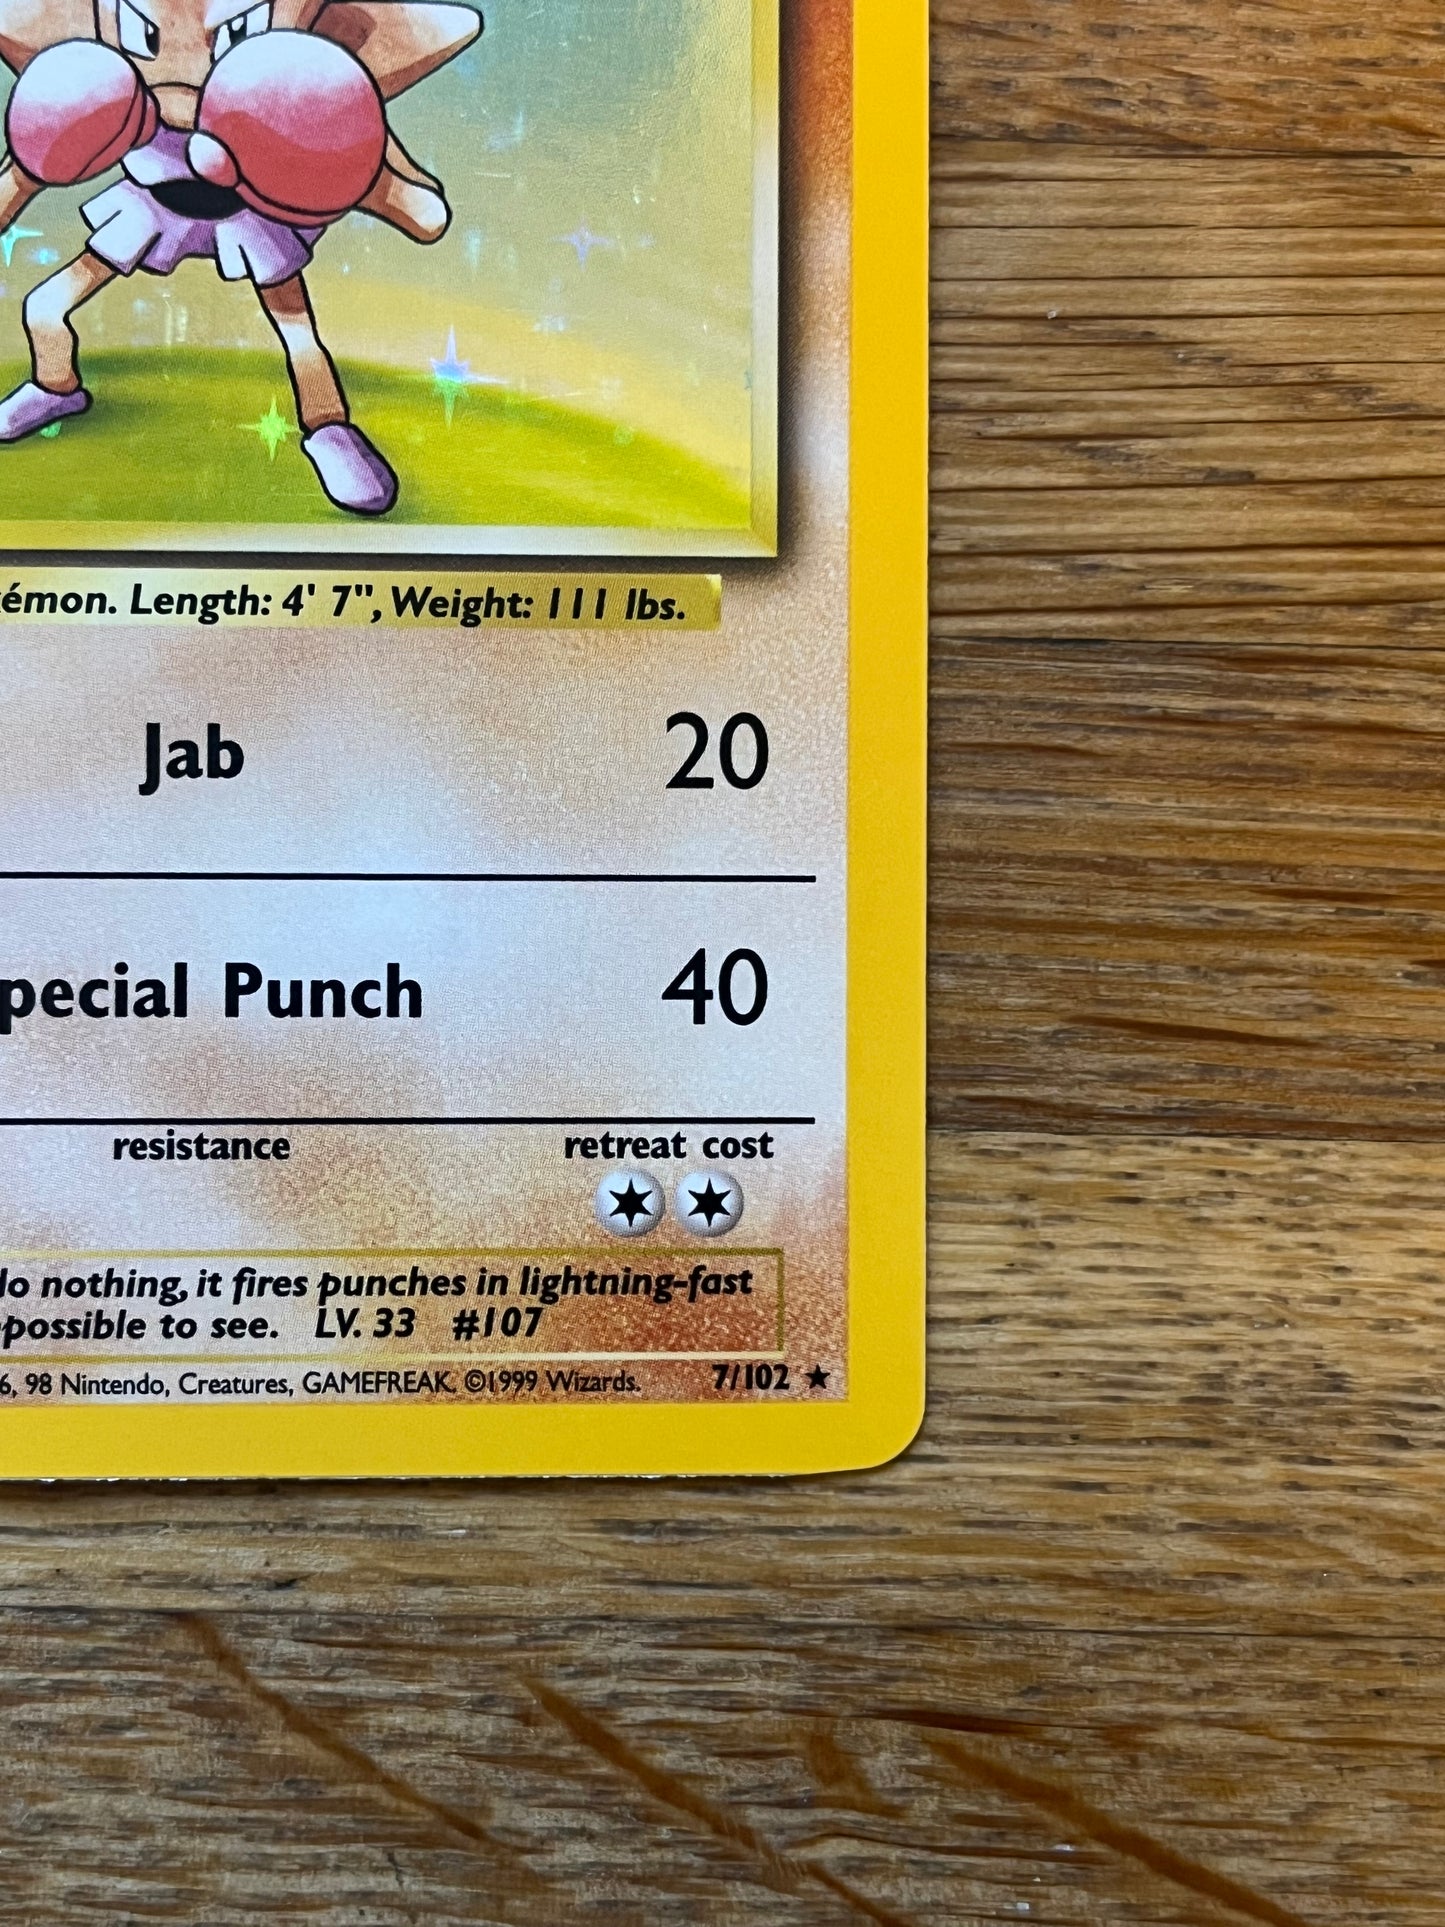 émon. Length: 4' 7", Weight: 111 lbs.
Jab 20
pecial Punch 40
resistance retreat cost
nothing, it fires punches in lightning-fast
possible to see. LV. 33 #107
6, 98 Nintendo, Creatures, GAMEFREAK. ©1999 Wizards. 7/102 ★